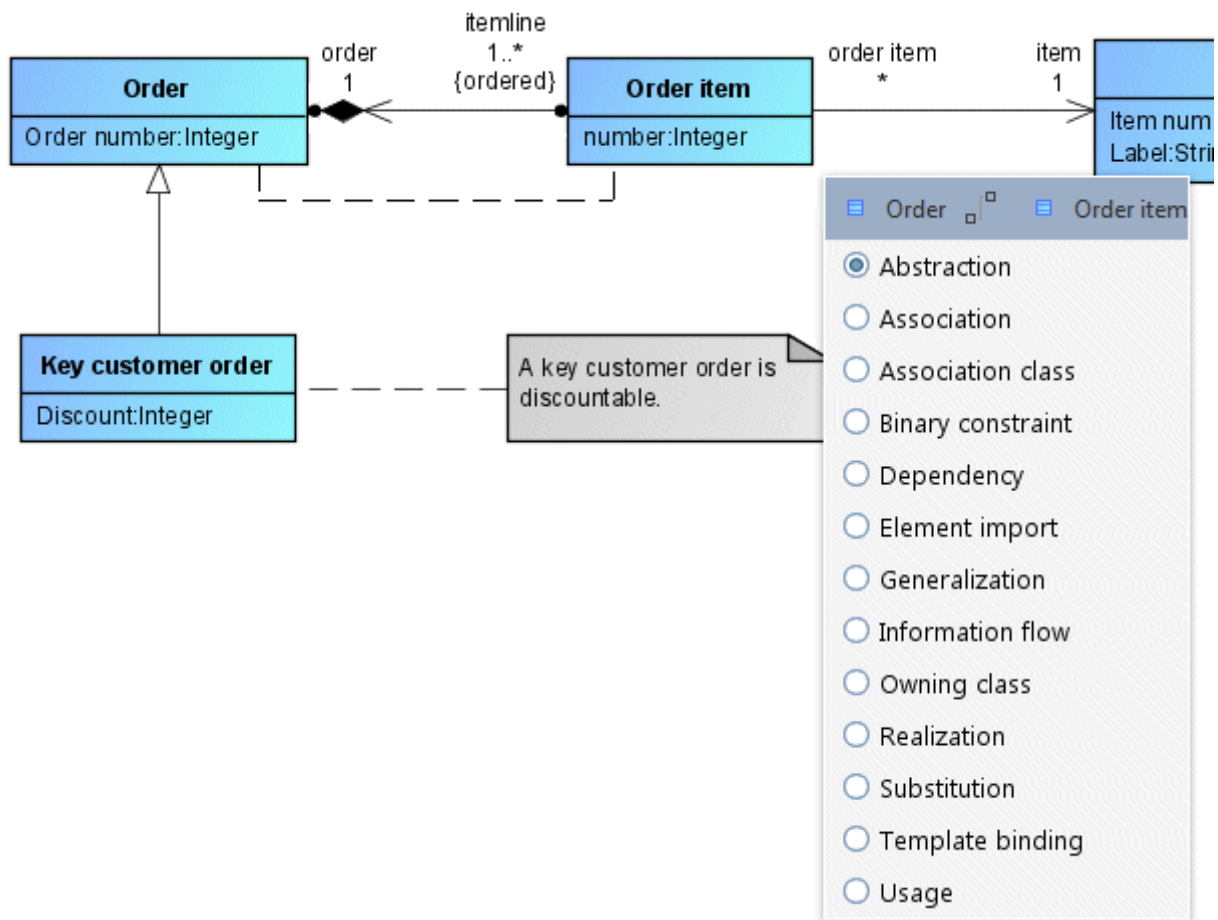 itemline
order
1..*
order item
item
1
{ordered}
*
1
Order
Order number:Integer
Order item
number:Integer
Item num
Label:Strin
Order
Order item
Abstraction
Association
Association class
Binary constraint
Dependency
Element import
Generalization
Information flow
Owning class
Realization
Substitution
Template binding
Usage
Key customer order
Discount:Integer
A key customer order is
discountable.